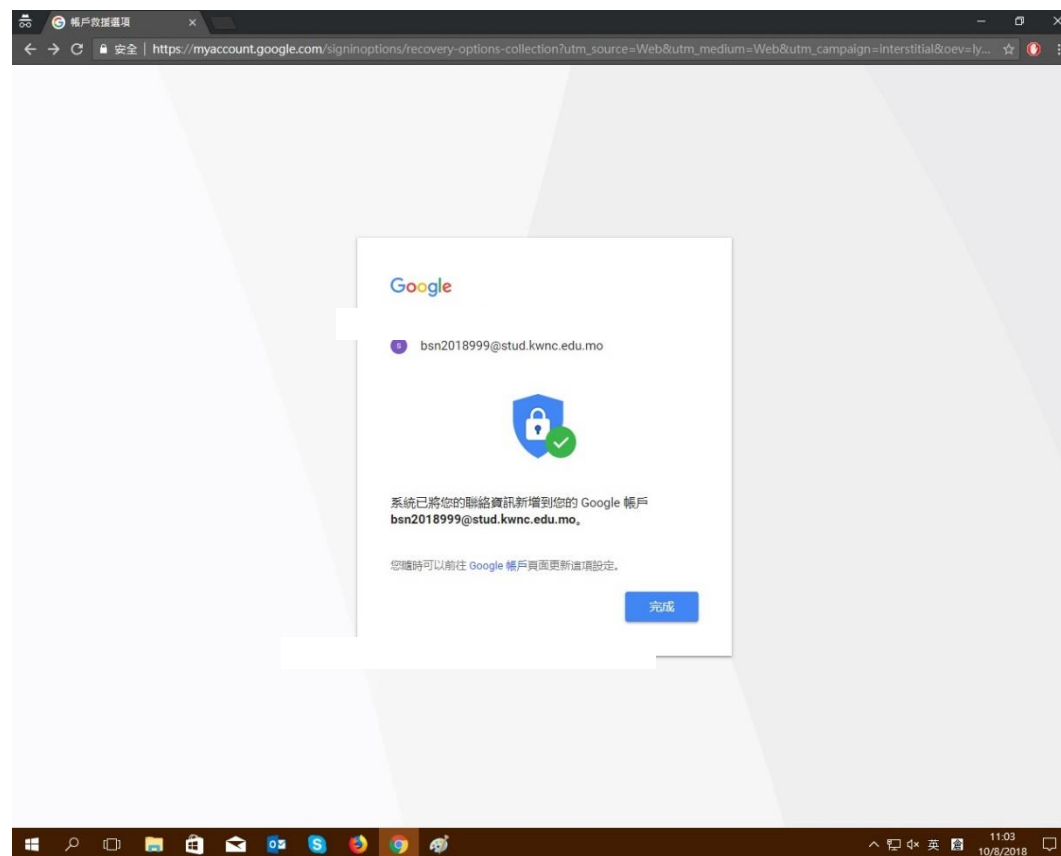 帳戶救援選項
安全 | https://myaccount.google.com/signinoptions/recovery-options-collection?utm_source=Web&utm_medium=Web&utm_campaign=interstitial&oev=ly...
Google
s bsn2018999@stud.kwnc.edu.mo
系統已將您的聯絡資訊新增到您的 Google 帳戶
bsn2018999@stud.kwnc.edu.mo。
您隨時可以前往 Google 帳戶頁面更新這項設定。
完成
英 倉 11:03
10/8/2018